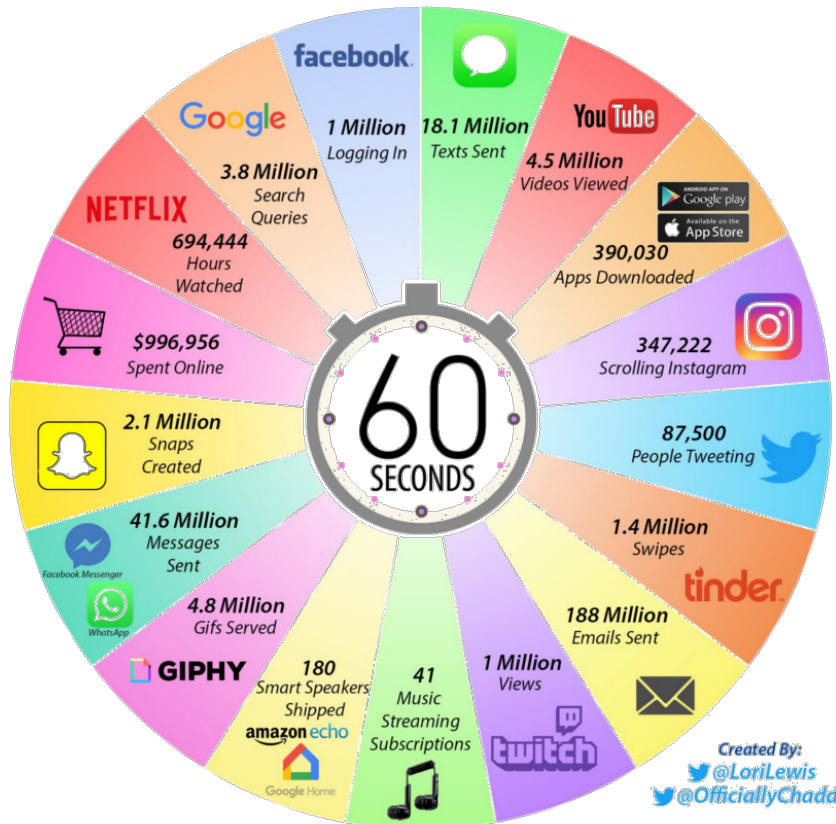 facebook.
1 Million
Logging In
18.1 Million
Texts Sent
YouTube
4.5 Million
Videos Viewed
ANDROID APP ON
Google play
Available on the
App Store
390,030
Apps Downloaded
347,222
Scrolling Instagram
87,500
People Tweeting
1.4 Million
Swipes
tinder
188 Million
Emails Sent
1 Million
Views
twitch
41
Music
Streaming
Subscriptions
180
Smart Speakers
Shipped
amazon echo
Google Home
4.8 Million
Gifs Served
GIPHY
41.6 Million
Messages
Sent
Facebook Messenger
WhatsApp
2.1 Million
Snaps
Created
$996,956
Spent Online
NETFLIX
694,444
Hours
Watched
Google
3.8 Million
Search
Queries
60
SECONDS
Created By:
@LoriLewis
@OfficiallyChadd